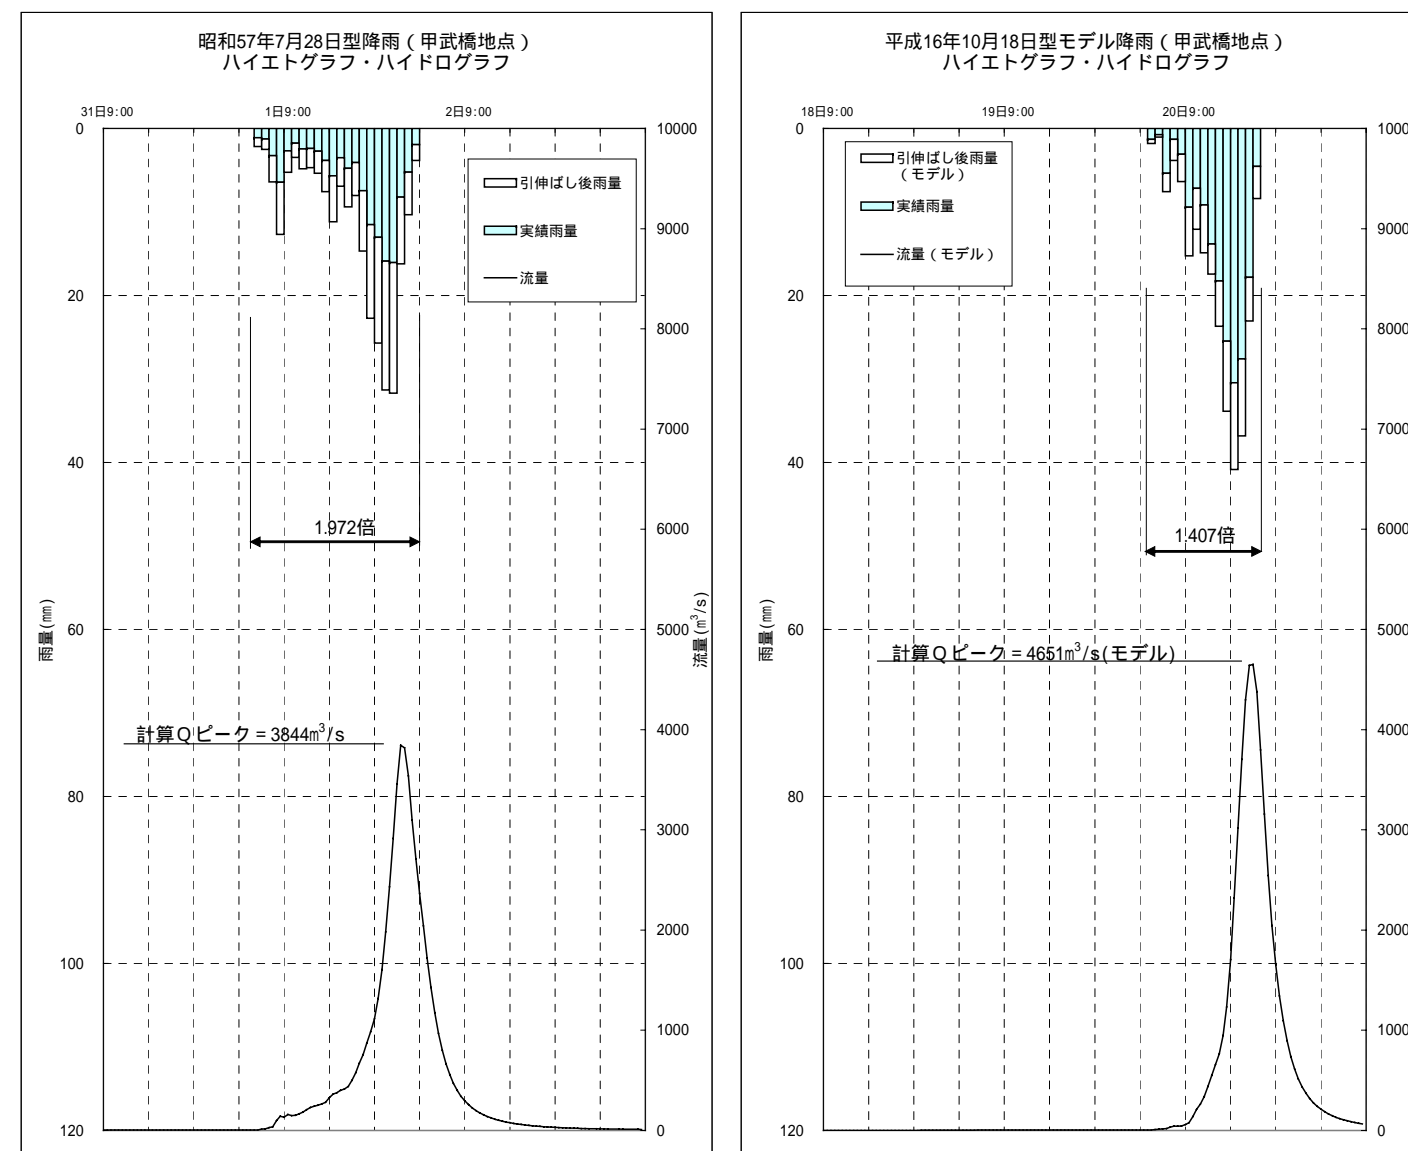 昭和57年7月28日型降雨（甲武橋地点）
ハイエトグラフ・ハイドログラフ
31日9:00
1日9:00
2日9:00
0
20
40
60
80
100
120
雨量(㎜)
10000
9000
8000
7000
6000
5000
4000
3000
2000
1000
0
流量(㎥/s)
引伸ばし後雨量
実績雨量
流量
1.972倍
計算Ｑピーク = 3844㎥/s
平成16年10月18日型モデル降雨（甲武橋地点）
ハイエトグラフ・ハイドログラフ
18日9:00
19日9:00
20日9:00
0
20
40
60
80
100
120
雨量(㎜)
1000
9000
8000
7000
6000
5000
4000
3000
2000
1000
0
引伸ばし後雨量
（モデル）
実績雨量
流量（モデル）
1.407倍
計算Ｑピーク = 4651㎥/s(モデル)